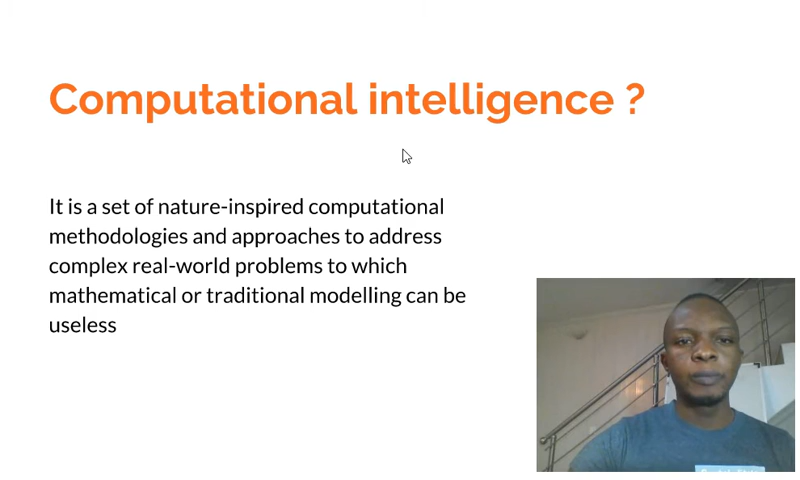 Computational intelligence ?
It is a set of nature-inspired computational
methodologies and approaches to address
complex real-world problems to which
mathematical or traditional modelling can be
useless